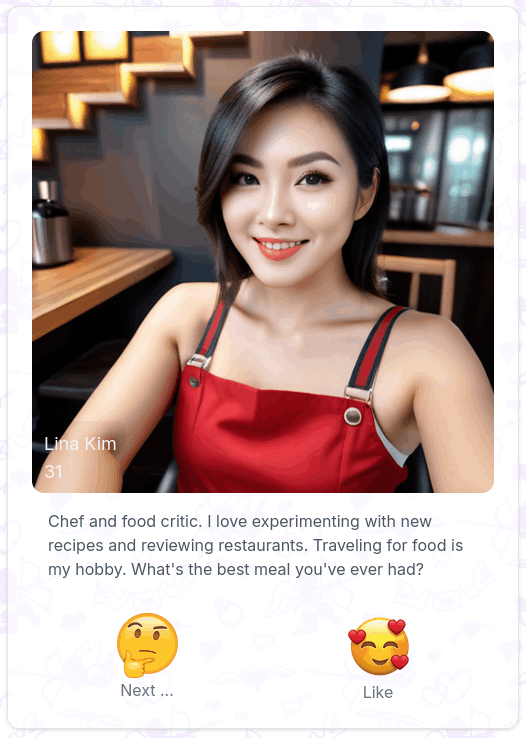 Lina Kim
31
Chef and food critic. I love experimenting with new
recipes and reviewing restaurants. Traveling for food is
my hobby. What's the best meal you've ever had?
Next ...
Like